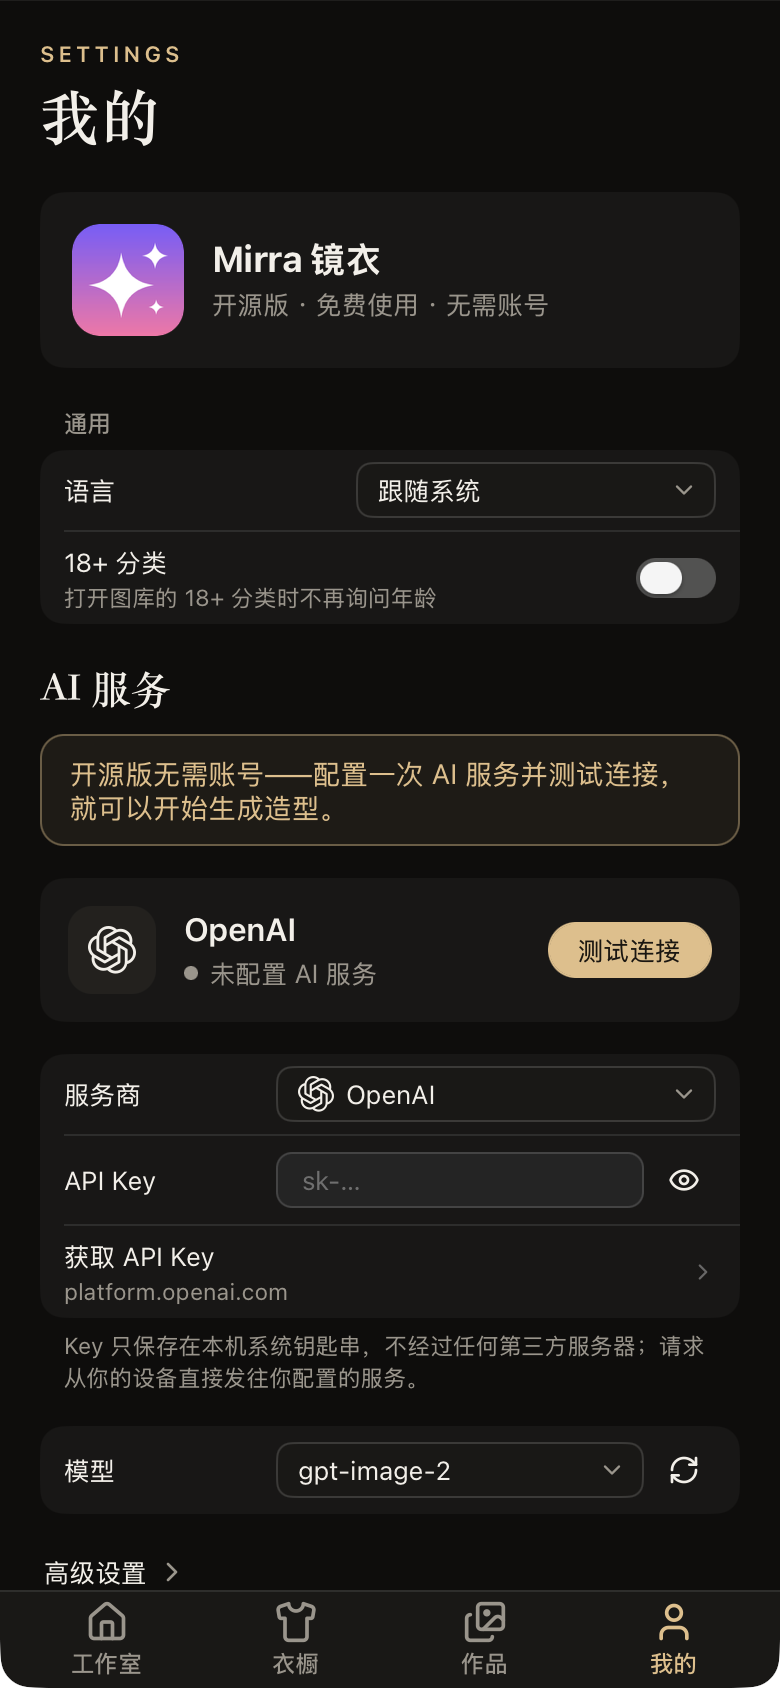 SETTINGS
我的
Mirra 镜衣
开源版 · 免费使用 · 无需账号
通用
语言
跟随系统
18+ 分类
打开图库的 18+ 分类时不再询问年龄
AI 服务
开源版无需账号——配置一次 AI 服务并测试连接，
就可以开始生成造型。
OpenAI
未配置 AI 服务
测试连接
服务商
OpenAI
API Key
sk-...
获取 API Key
platform.openai.com
Key 只保存在本机系统钥匙串，不经过任何第三方服务器；请求
从你的设备直接发往你配置的服务。
模型
gpt-image-2
高级设置
工作室
衣橱
作品
我的